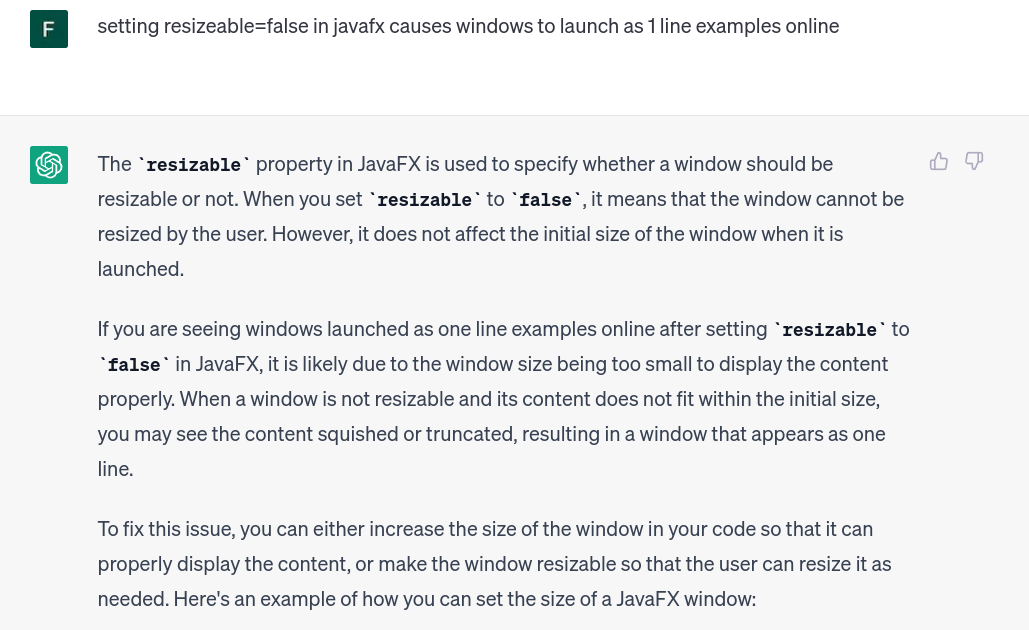 F
setting resizeable=false in javafx causes windows to launch as 1 line examples online
The `resizable` property in JavaFX is used to specify whether a window should be
resizable or not. When you set `resizable` to `false`, it means that the window cannot be
resized by the user. However, it does not affect the initial size of the window when it is
launched.
If you are seeing windows launched as one line examples online after setting `resizable` to
`false` in JavaFX, it is likely due to the window size being too small to display the content
properly. When a window is not resizable and its content does not fit within the initial size,
you may see the content squished or truncated, resulting in a window that appears as one
line.
To fix this issue, you can either increase the size of the window in your code so that it can
properly display the content, or make the window resizable so that the user can resize it as
needed. Here's an example of how you can set the size of a JavaFX window: